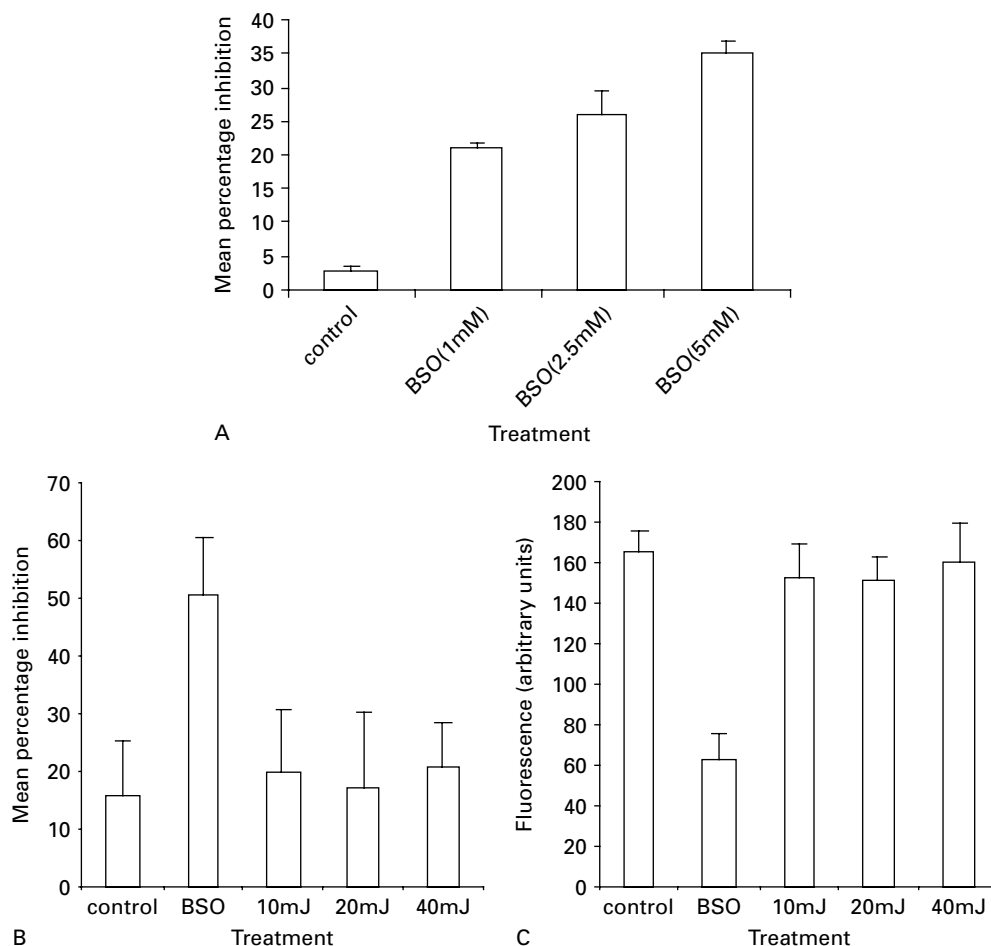 Mean percentage inhibition
40
35
30
25
20
15
10
5
0
control
BSO(1mM)
BSO(2.5mM)
BSO(5mM)
A
Treatment
Mean percentage inhibition
70
60
50
40
30
20
10
0
control BSO 10mJ 20mJ 40mJ
B
Treatment
Fluorescence (arbitrary units)
200
180
160
140
120
100
80
60
40
20
0
control BSO 10mJ 20mJ 40mJ
C
Treatment